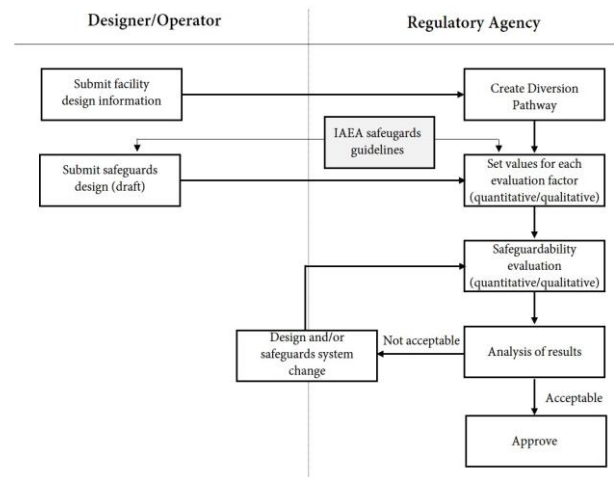 Designer/Operator
Regulatory Agency
Submit facility
design information
Create Diversion
Pathway
IAEA safeugards
guidelines
Submit safeguards
design (draft)
Set values for each
evaluation factor
(quantitative/qualitative)
Safeguardability
evaluation
(quantitative/qualitative)
Design and/or
safeguards system
change
Not acceptable
Analysis of results
Acceptable
Approve